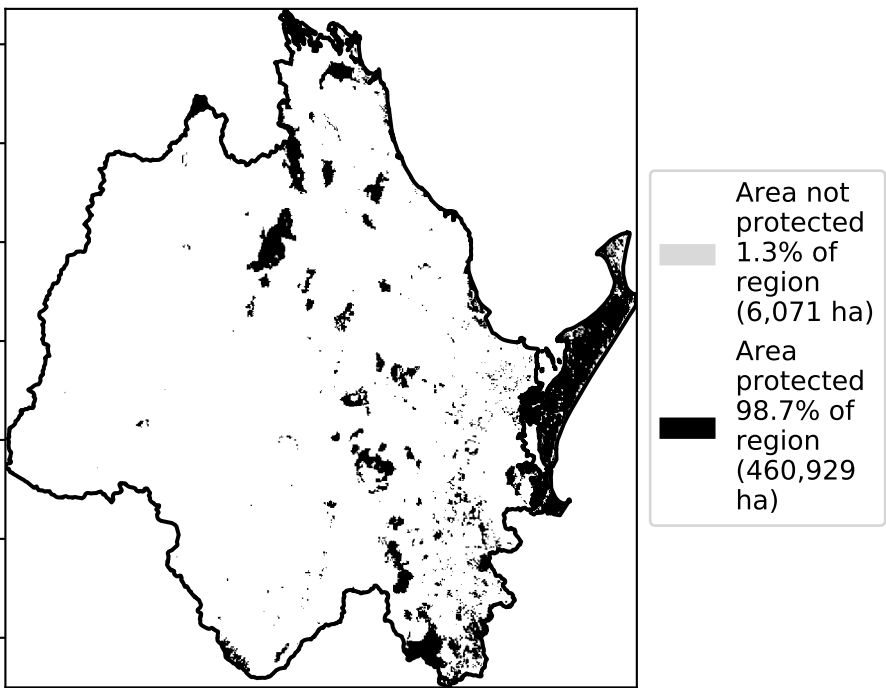 Area not
protected
1.3% of
region
(6,071 ha)
Area
protected
98.7% of
region
(460,929
ha)